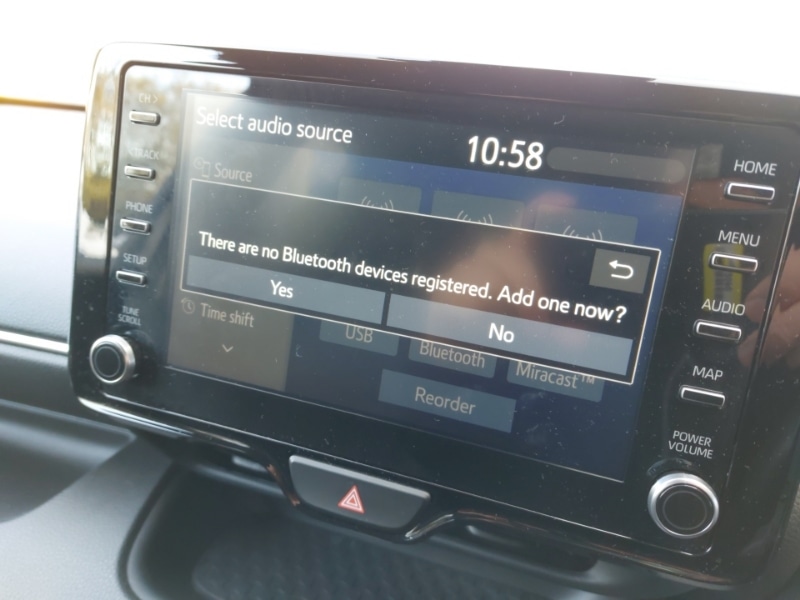 CH >
TRACK
PHONE
SETUP
TUNE
SCROLL
Select audio source
10:58
Source
There are no Bluetooth devices registered. Add one now?
Yes
No
Time shift
USB
Bluetooth
Miracast™
Reorder
HOME
MENU
AUDIO
MAP
POWER
VOLUME